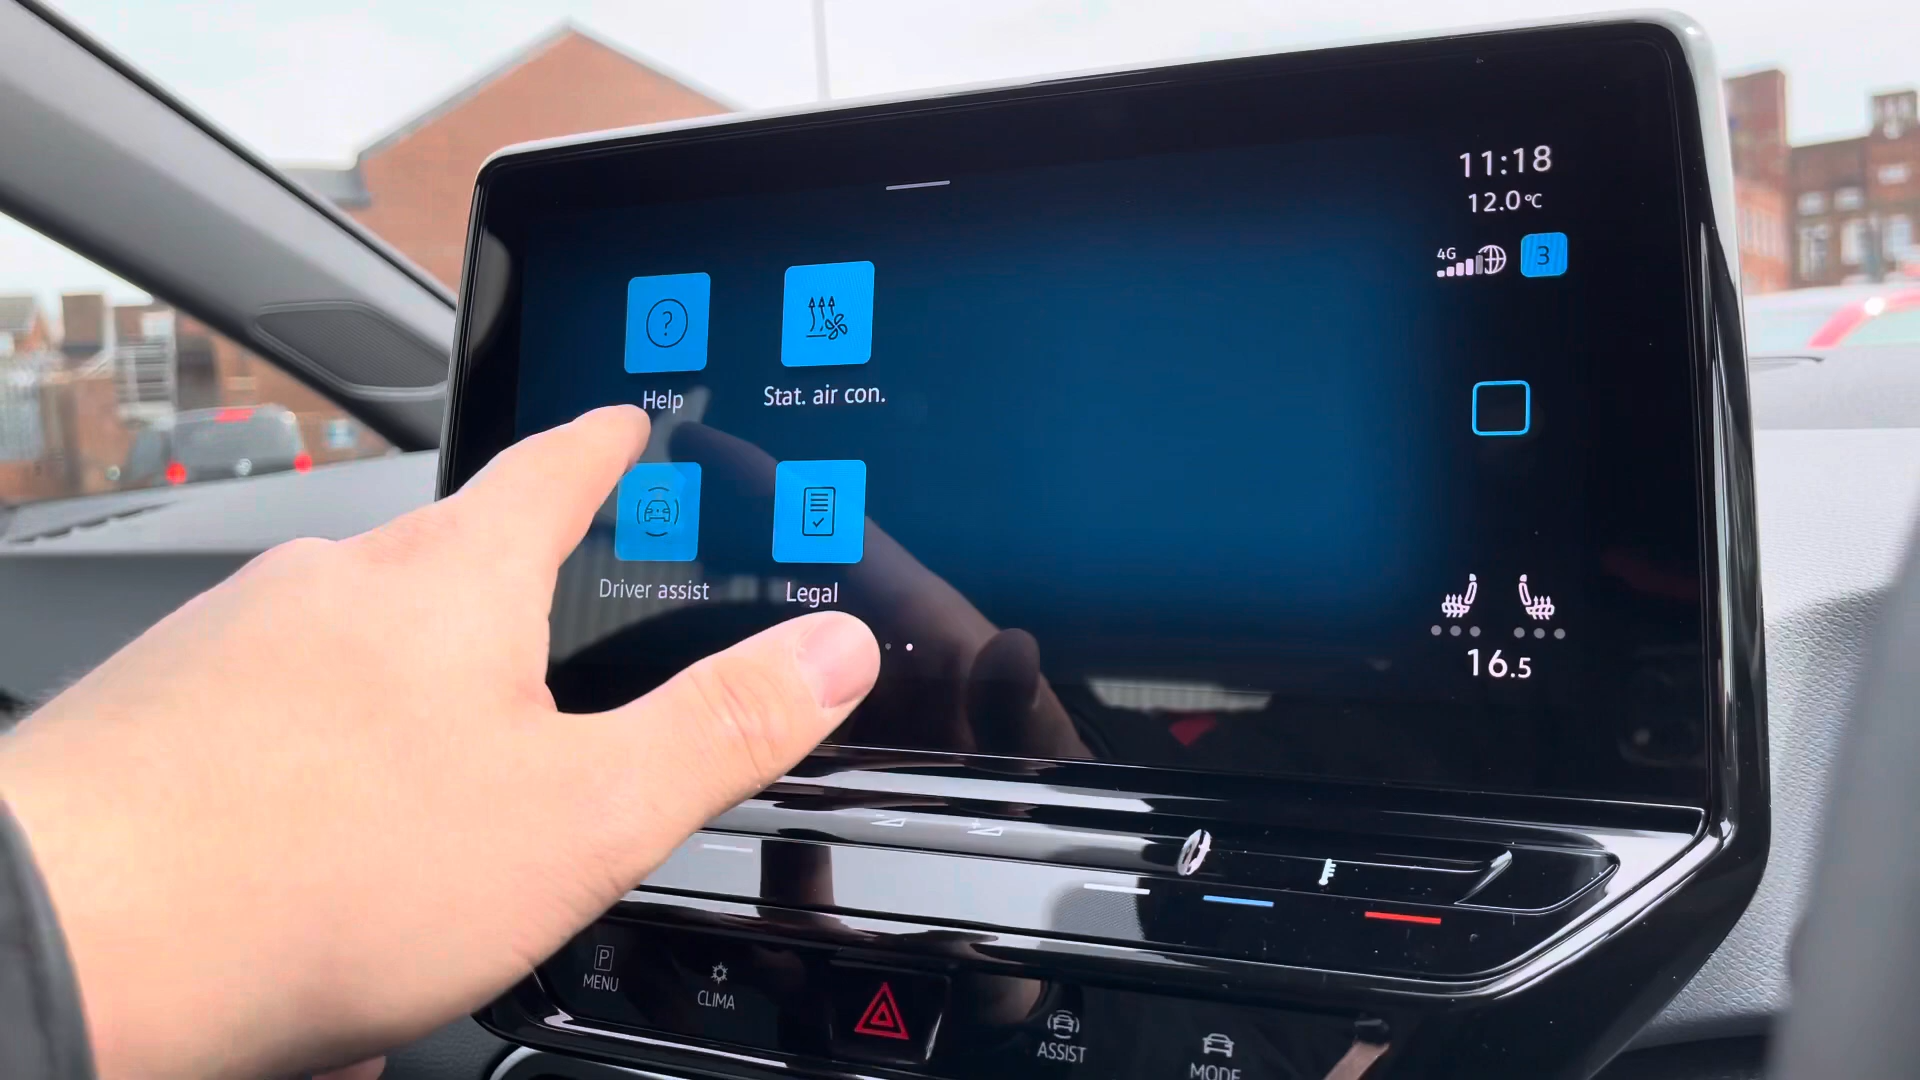 11:18
12.0°C
4G
3
?
Help
Stat. air con.
Driver assist
Legal
16.5
P
MENU
CLIMA
ASSIST
MODE